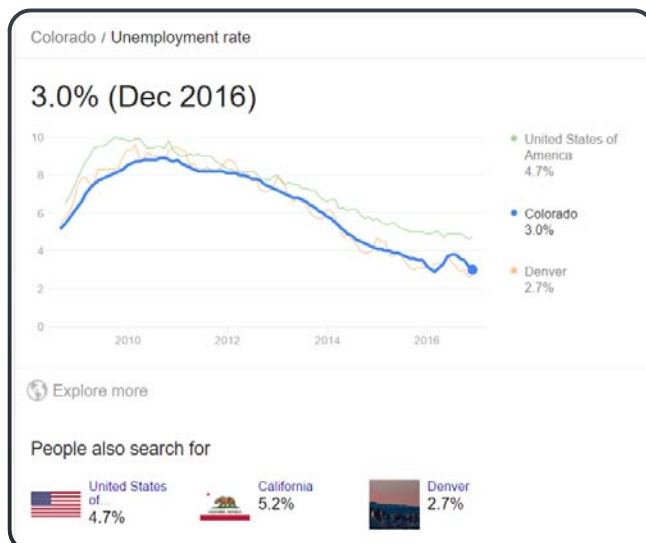 Colorado / Unemployment rate
3.0% (Dec 2016)
10
8
6
4
2
0
2010
2012
2014
2016
United States of
America
4.7%
Colorado
3.0%
Denver
2.7%
Explore more
People also search for
United States
of...
4.7%
California
5.2%
Denver
2.7%